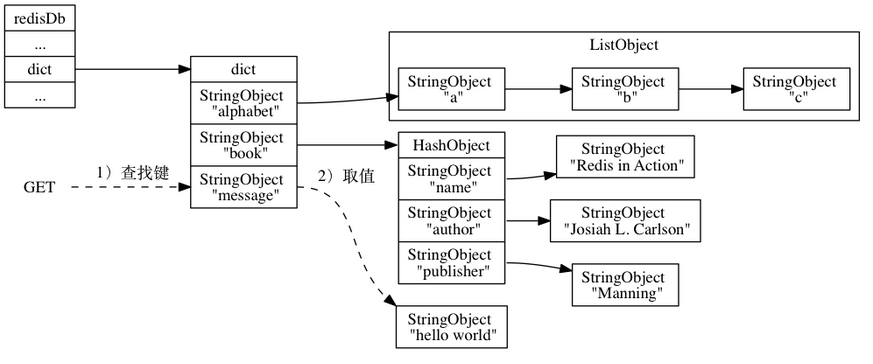 redisDb
...
dict
...
dict
StringObject
"alphabet"
StringObject
"book"
StringObject
"message"
GET
1）查找键
2）取值
ListObject
StringObject
"a"
StringObject
"b"
StringObject
"c"
HashObject
StringObject
"name"
StringObject
"author"
StringObject
"publisher"
StringObject
"Redis in Action"
StringObject
"Josiah L. Carlson"
StringObject
"Manning"
StringObject
"hello world"